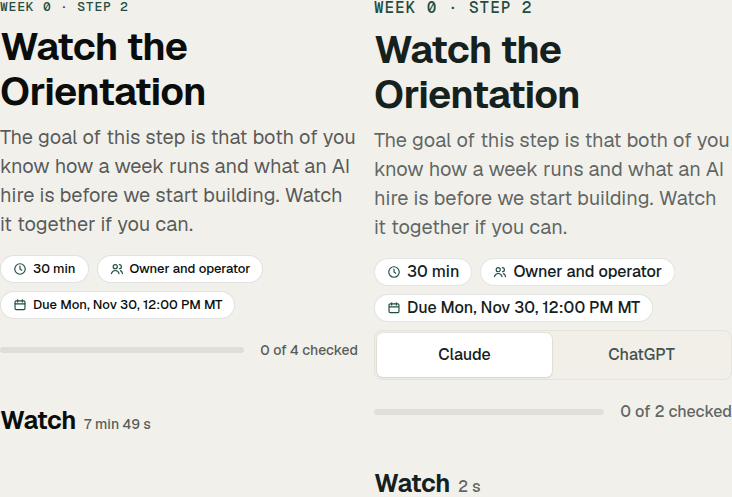 WEEK 0 · STEP 2
Watch the
Orientation
The goal of this step is that both of you
know how a week runs and what an AI
hire is before we start building. Watch
it together if you can.
30 min
Owner and operator
Due Mon, Nov 30, 12:00 PM MT
0 of 4 checked
Watch 7 min 49 s
WEEK 0 · STEP 2
Watch the
Orientation
The goal of this step is that both of you
know how a week runs and what an AI
hire is before we start building. Watch
it together if you can.
30 min
Owner and operator
Due Mon, Nov 30, 12:00 PM MT
Claude
ChatGPT
0 of 2 checked
Watch 2 s